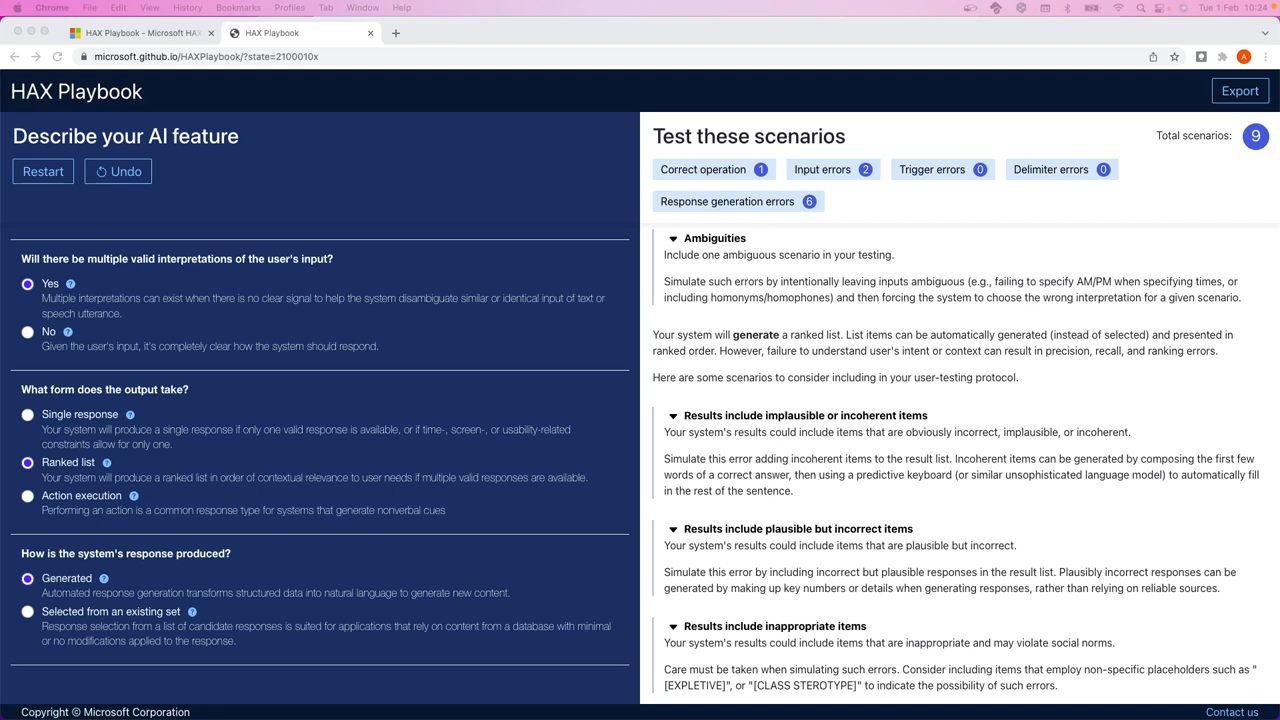 Chrome File Edit View History Bookmarks Profiles Tab Window Help Tue 1 Feb 10:24
HAX Playbook - Microsoft HAX
HAX Playbook
microsoft.github.io/HAXPlaybook/?state=2100010x
A
HAX Playbook
Export
Describe your AI feature
Restart
Undo
Will there be multiple valid interpretations of the user's input?
Yes ?
Multiple interpretations can exist when there is no clear signal to help the system disambiguate similar or identical input of text or
speech utterance.
No ?
Given the user's input, it's completely clear how the system should respond.
What form does the output take?
Single response ?
Your system will produce a single response if only one valid response is available, or if time-, screen-, or usability-related
constraints allow for only one.
Ranked list ?
Your system will produce a ranked list in order of contextual relevance to user needs if multiple valid responses are available.
Action execution ?
Performing an action is a common response type for systems that generate nonverbal cues
How is the system's response produced?
Generated ?
Automated response generation transforms structured data into natural language to generate new content.
Selected from an existing set ?
Response selection from a list of candidate responses is suited for applications that rely on content from a database with minimal
or no modifications applied to the response.
Test these scenarios
Total scenarios: 9
Correct operation 1
Input errors 2
Trigger errors 0
Delimiter errors 0
Response generation errors 6
Ambiguities
Include one ambiguous scenario in your testing.
Simulate such errors by intentionally leaving inputs ambiguous (e.g., failing to specify AM/PM when specifying times, or
including homonyms/homophones) and then forcing the system to choose the wrong interpretation for a given scenario.
Your system will generate a ranked list. List items can be automatically generated (instead of selected) and presented in
ranked order. However, failure to understand user's intent or context can result in precision, recall, and ranking errors.
Here are some scenarios to consider including in your user-testing protocol.
Results include implausible or incoherent items
Your system's results could include items that are obviously incorrect, implausible, or incoherent.
Simulate this error adding incoherent items to the result list. Incoherent items can be generated by composing the first few
words of a correct answer, then using a predictive keyboard (or similar unsophisticated language model) to automatically fill
in the rest of the sentence.
Results include plausible but incorrect items
Your system's results could include items that are plausible but incorrect.
Simulate this error by including incorrect but plausible responses in the result list. Plausibly incorrect responses can be
generated by making up key numbers or details when generating responses, rather than relying on reliable sources.
Results include inappropriate items
Your system's results could include items that are inappropriate and may violate social norms.
Care must be taken when simulating such errors. Consider including items that employ non-specific placeholders such as "
[EXPLETIVE]", or "[CLASS STEROTYPE]" to indicate the possibility of such errors.
Copyright © Microsoft Corporation
Contact us